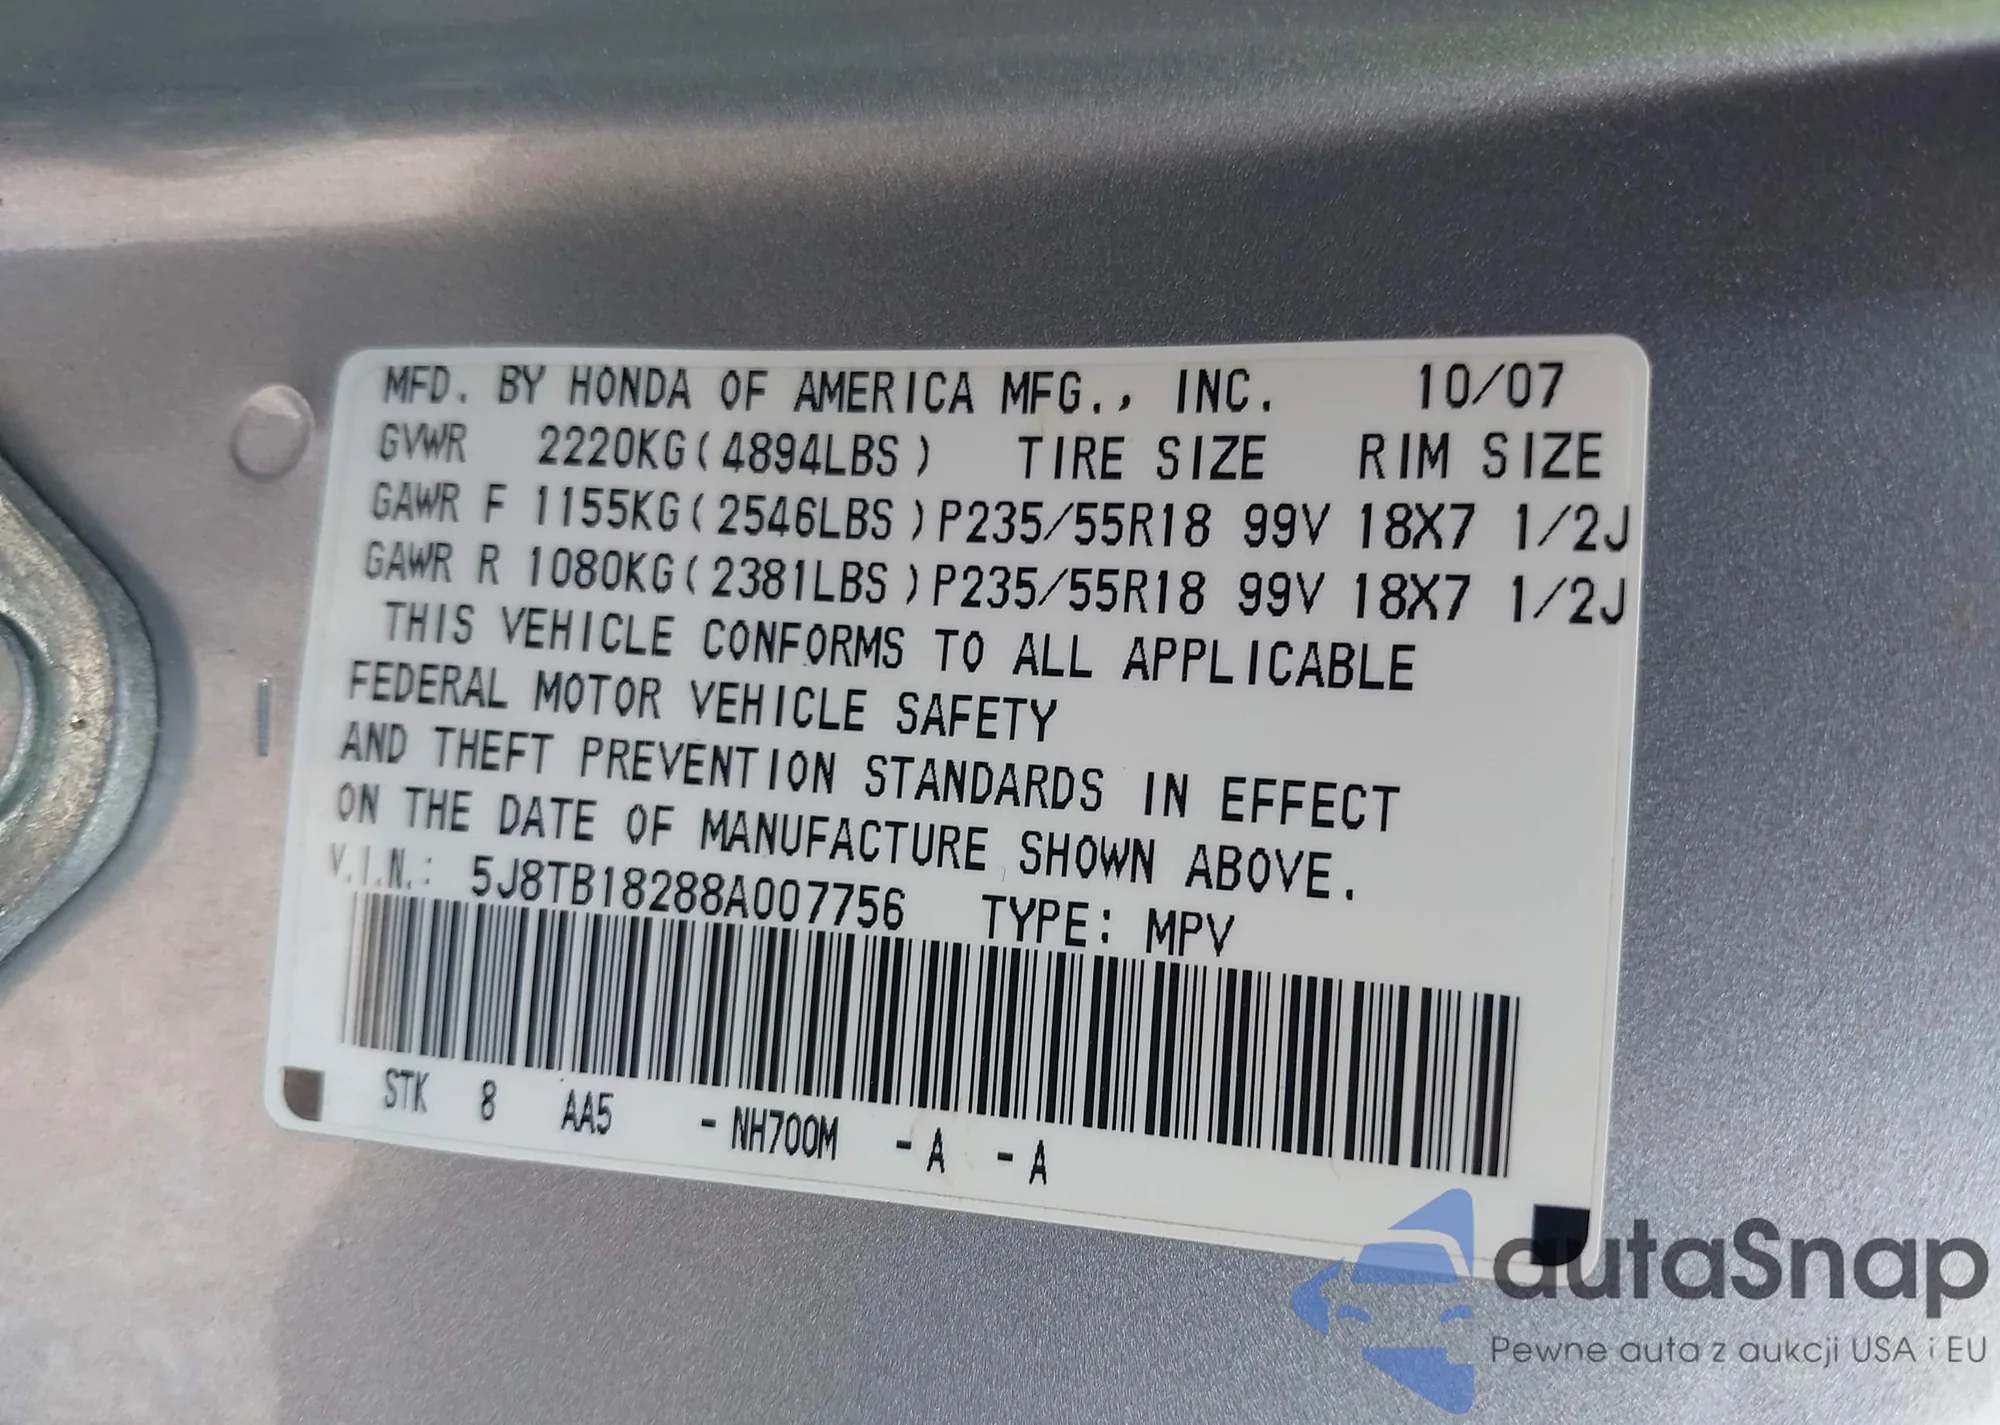 MFD. BY HONDA OF AMERICA MFG., INC. 10/07
GVWR 2220KG(4894LBS) TIRE SIZE RIM SIZE
GAWR F 1155KG(2546LBS)P235/55R18 99V 18X7 1/2J
GAWR R 1080KG(2381LBS)P235/55R18 99V 18X7 1/2J
THIS VEHICLE CONFORMS TO ALL APPLICABLE
FEDERAL MOTOR VEHICLE SAFETY
AND THEFT PREVENTION STANDARDS IN EFFECT
ON THE DATE OF MANUFACTURE SHOWN ABOVE.
V.I.N.: 5J8TB18288A007756 TYPE: MPV
STK 8 AA5 -NH700M -A -A
autaSnap
Pewne auta z aukcji USA i EU